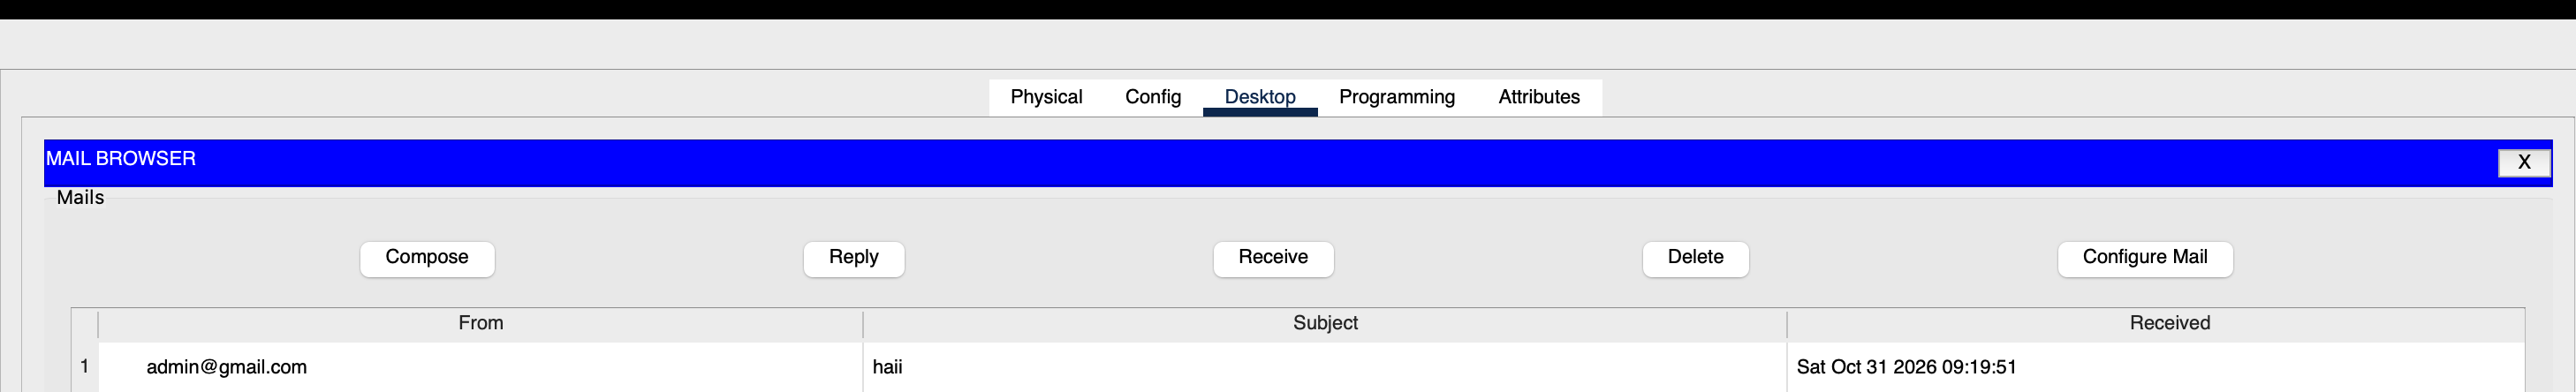 Physical Config Desktop Programming Attributes
MAIL BROWSER X
Mails
Compose Reply Receive Delete Configure Mail
From Subject Received
1 admin@gmail.com haii Sat Oct 31 2026 09:19:51